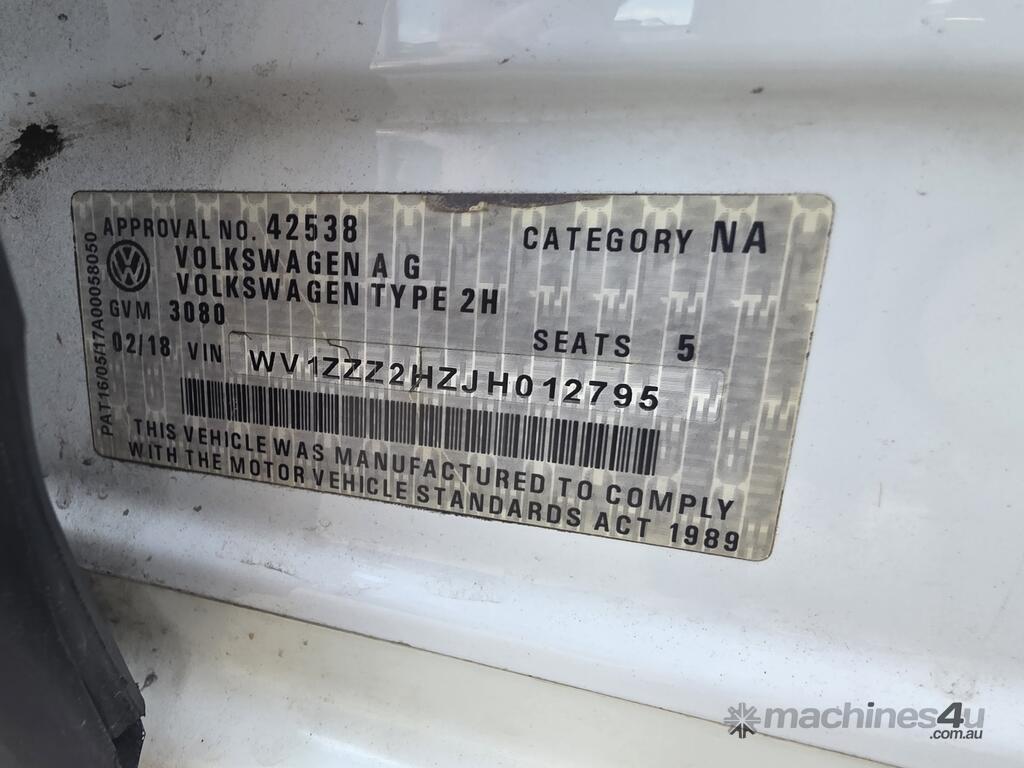 APPROVAL NO. 42538 CATEGORY NA
VOLKSWAGEN A G
VOLKSWAGEN TYPE 2H
GVM 3080
SEATS 5
02/18 VIN WV1ZZZ2HZJH012795
THIS VEHICLE WAS MANUFACTURED TO COMPLY
WITH THE MOTOR VEHICLE STANDARDS ACT 1989
PAT16/05/17A00058050
machines4u
.com.au